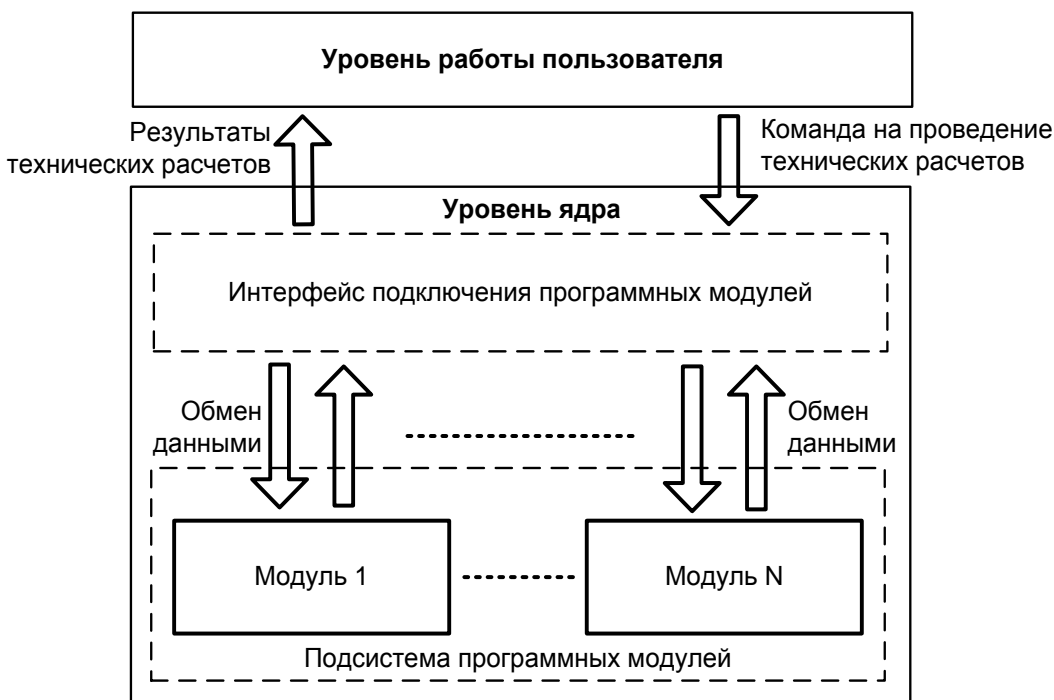 Уровень работы пользователя
Результаты
технических расчетов
Команда на проведение
технических расчетов
Уровень ядра
Интерфейс подключения программных модулей
Обмен
данными
Обмен
данными
Модуль 1
Модуль N
Подсистема программных модулей